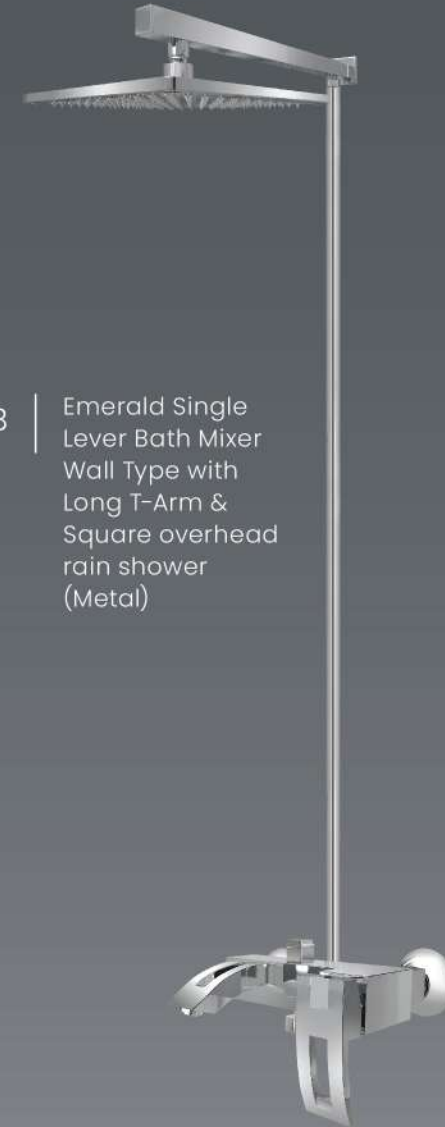 Emerald Single
Lever Bath Mixer
Wall Type with
Long T-Arm &
Square overhead
rain shower
(Metal)